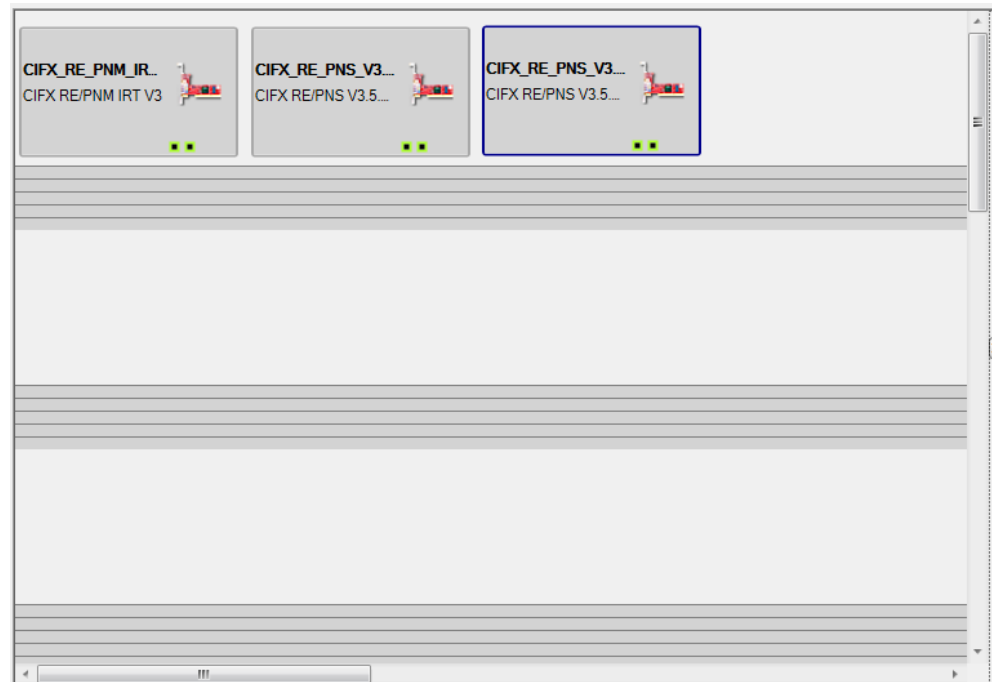 CIFX_RE_PNM_IR...
CIFX RE/PNM IRT V3
CIFX_RE_PNS_V3....
CIFX RE/PNS V3.5....
CIFX_RE_PNS_V3....
CIFX RE/PNS V3.5....